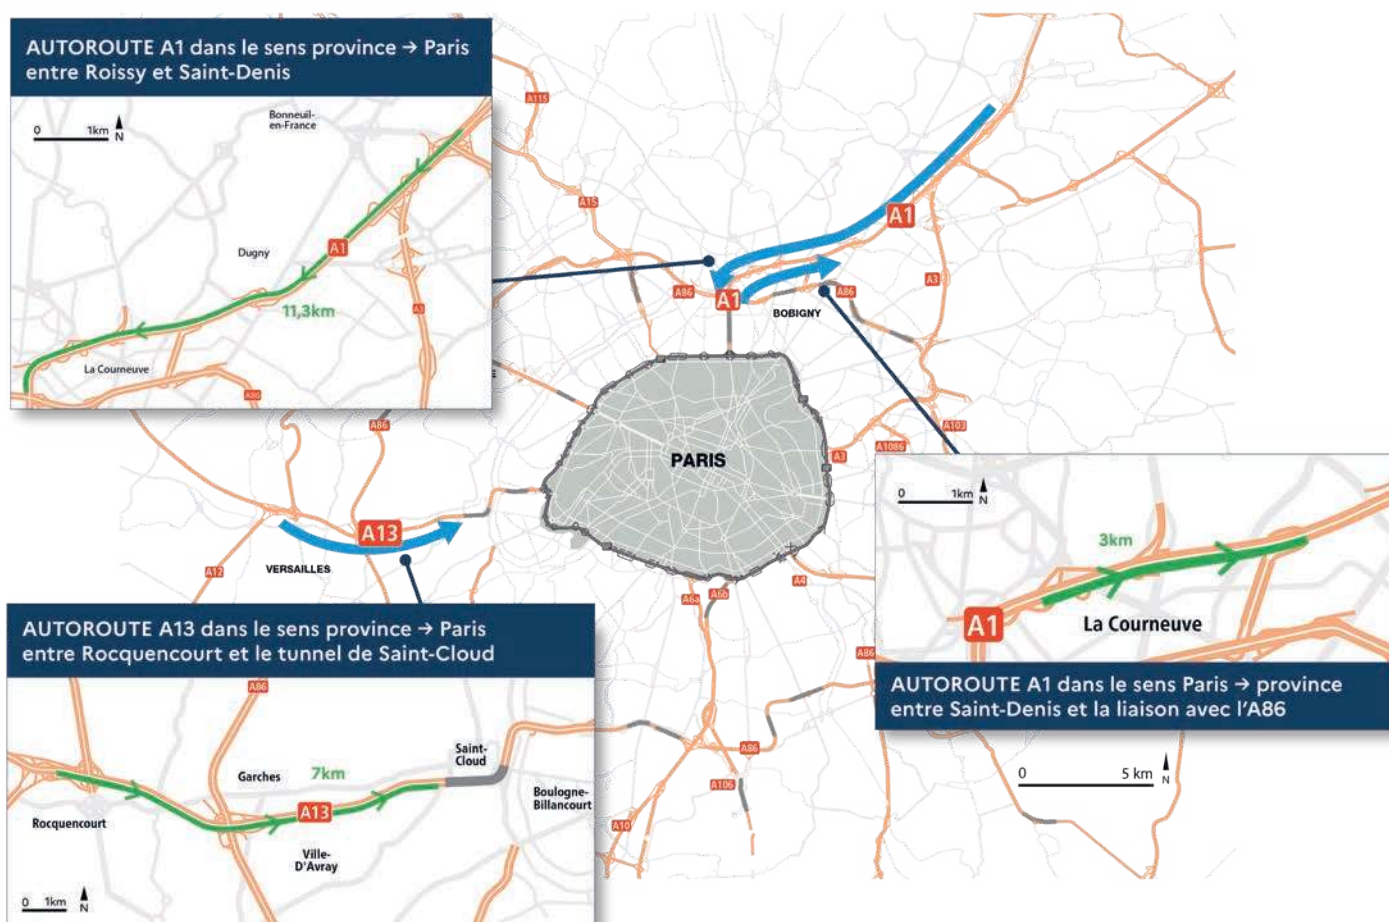 AUTOROUTE A1 dans le sens province → Paris
entre Roissy et Saint-Denis
0 1km N
Bonneuil-
en-France
Dugny
A1
11,3km
A3
La Courneuve
A86
A115
A15
A1
A3
A86
A1
A86
BOBIGNY
A86
A103
A1086
A3
PARIS
A13
VERSAILLES
A12
A4
A6a
A6b
A86
A86
A106
A10
AUTOROUTE A13 dans le sens province → Paris
entre Rocquencourt et le tunnel de Saint-Cloud
A86
Saint-
Cloud
7km
Garches
Boulogne-
Billancourt
A13
Rocquencourt
Ville-
D'Avray
0 1km N
0 1km N
3km
A1
La Courneuve
AUTOROUTE A1 dans le sens Paris → province
entre Saint-Denis et la liaison avec l'A86
0 5 km N